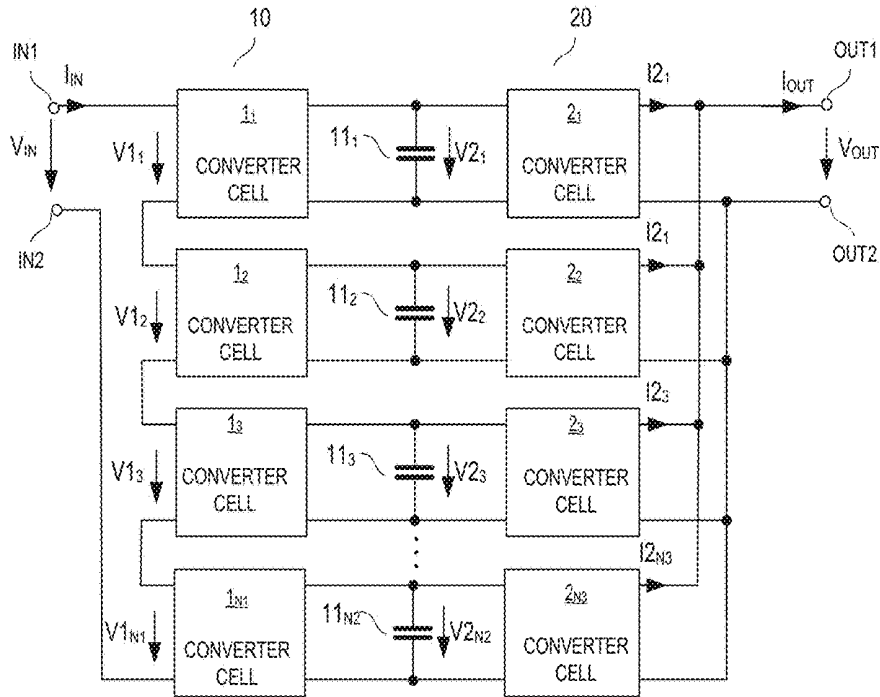 10
20
IN1
I_IN
I2_1
OUT1
I_OUT
V_IN
V1_1
1_1
CONVERTER
CELL
11_1
V2_1
2_1
CONVERTER
CELL
V_OUT
IN2
OUT2
I2_1
V1_2
1_2
CONVERTER
CELL
11_2
V2_2
2_2
CONVERTER
CELL
I2_3
V1_3
1_3
CONVERTER
CELL
11_3
V2_3
2_3
CONVERTER
CELL
I2_N3
V1_N1
1_N1
CONVERTER
CELL
11_N2
V2_N2
2_N3
CONVERTER
CELL